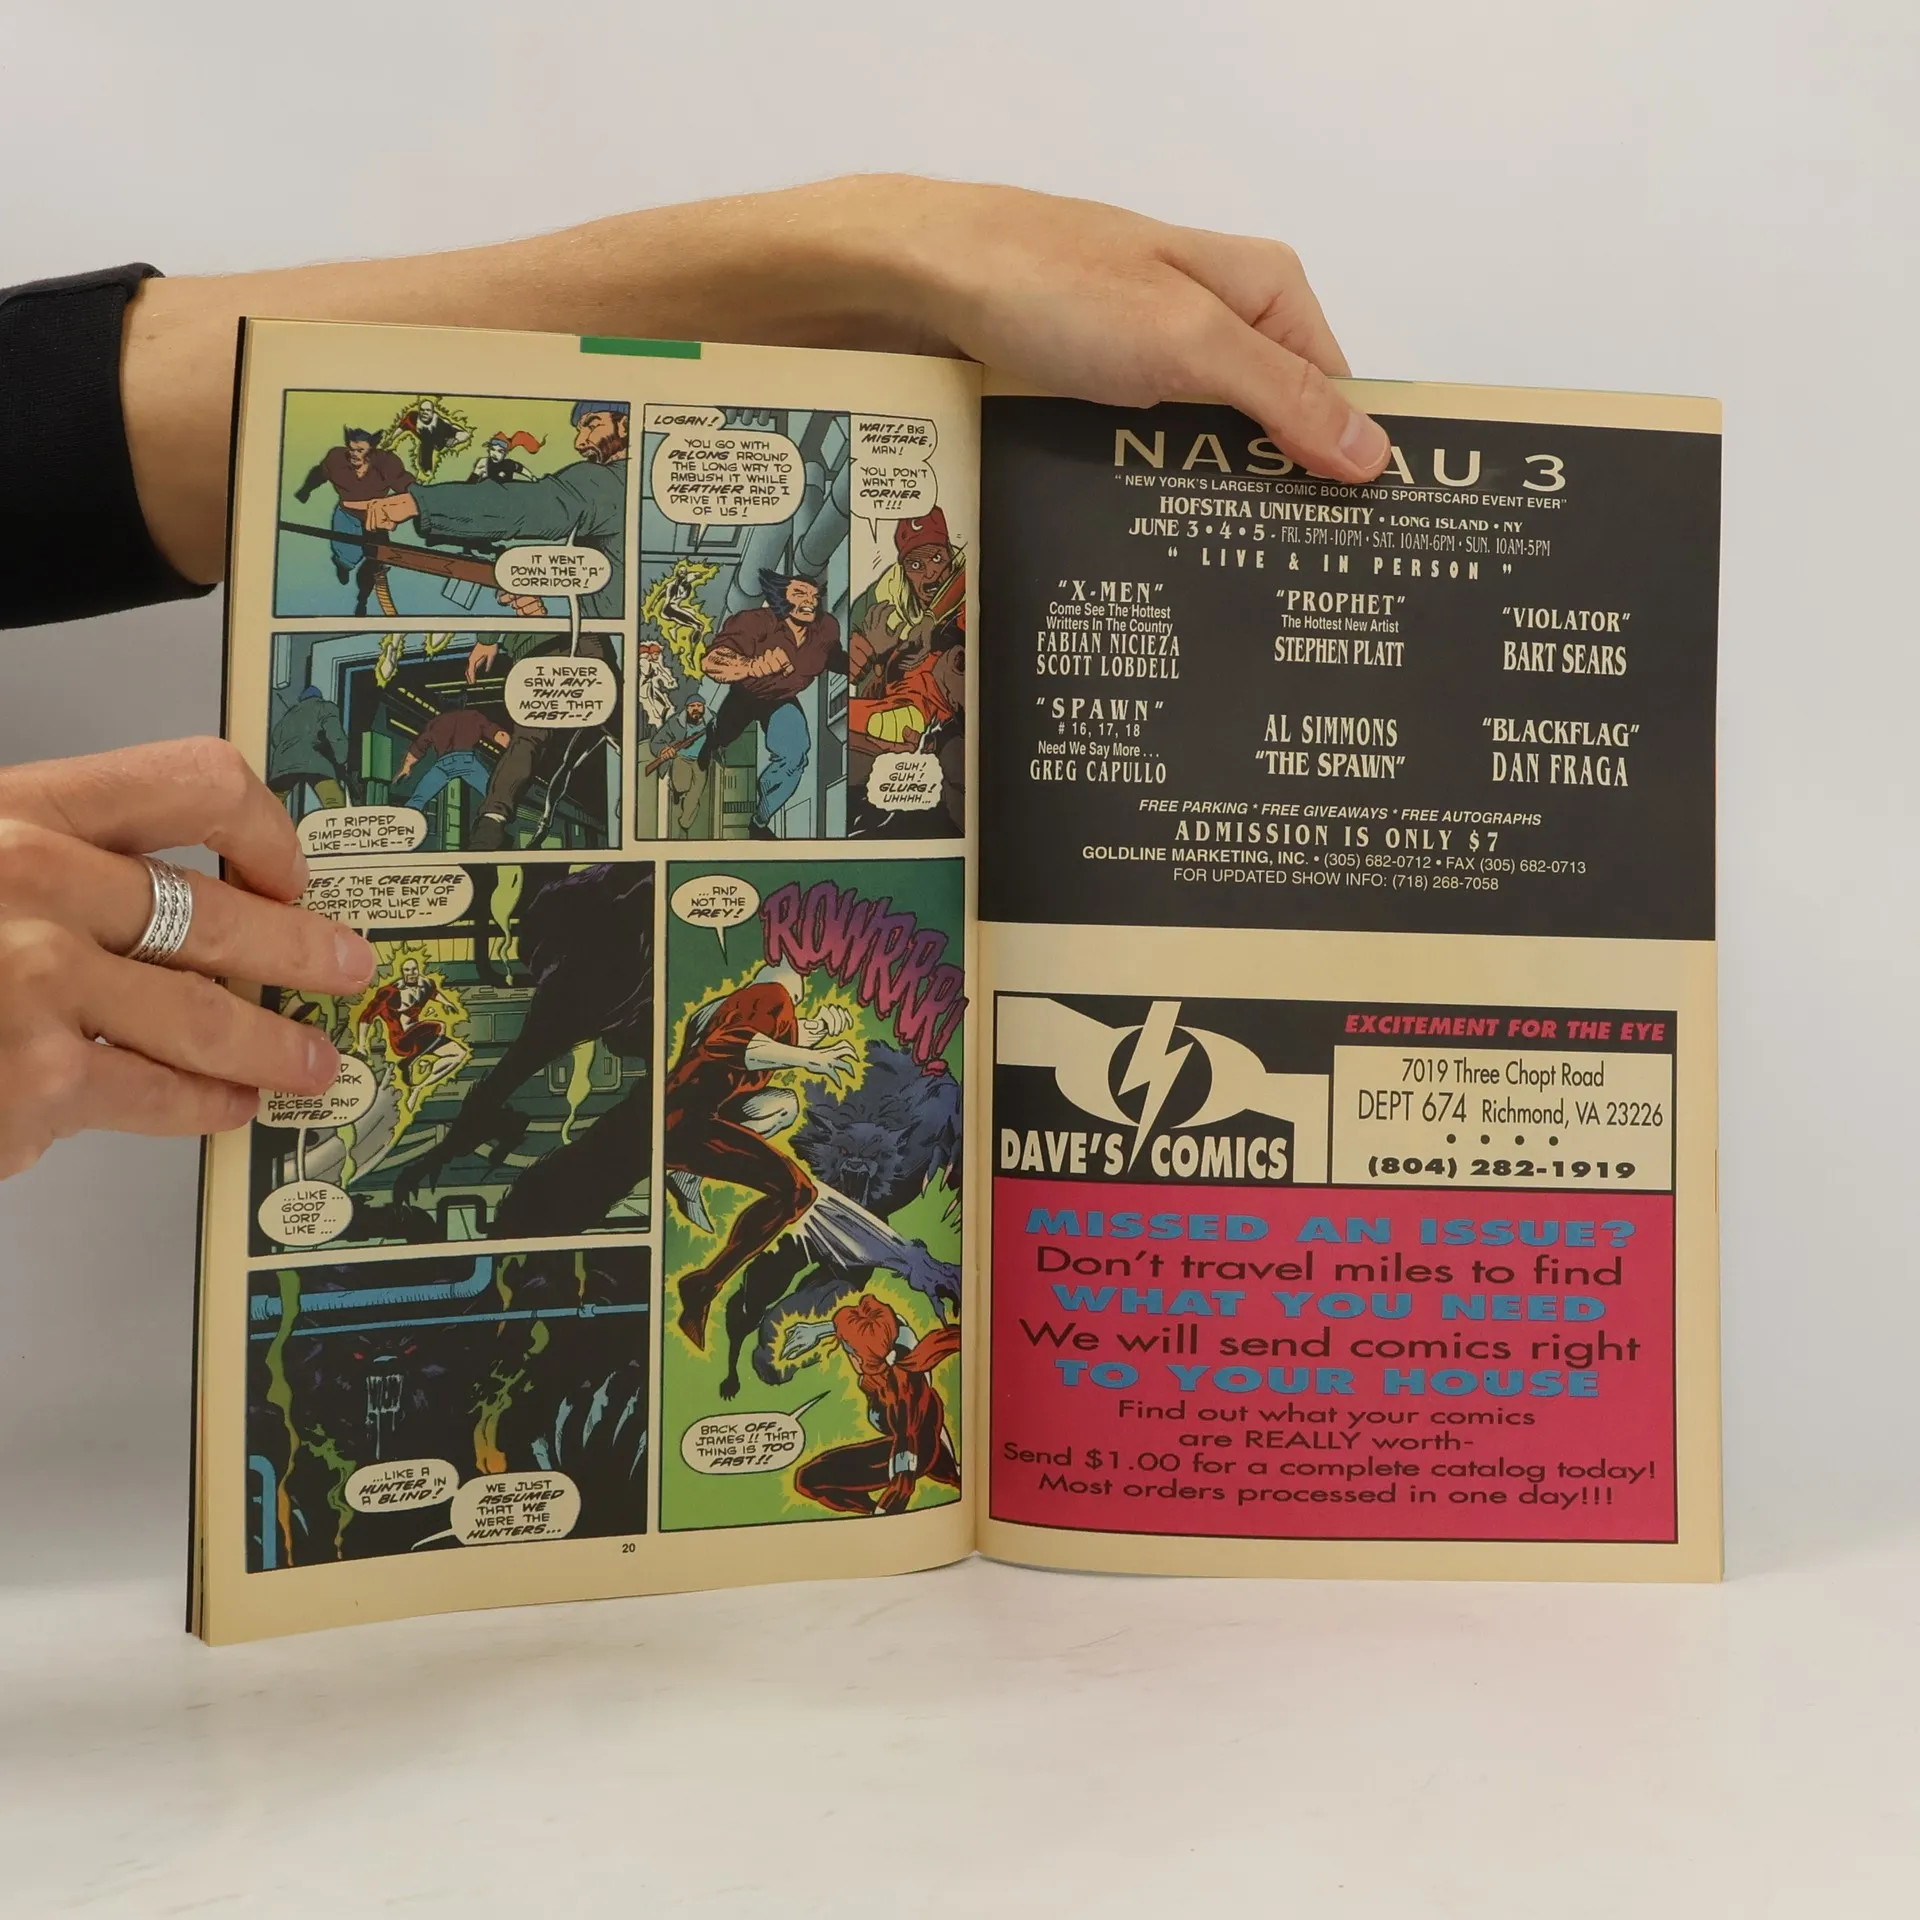 IT WENT
DOWN THE "A"
CORRIDOR!
I NEVER
SAW ANY-
THING
MOVE THAT
FAST--!
IT RIPPED
SIMPSON OPEN
LIKE--LIKE--?
LOGAN!
YOU GO WITH
DELONG AROUND
THE LONG WAY TO
AMBUSH IT WHILE
HEATHER AND I
DRIVE IT AHEAD
OF US!
WAIT! BIG
MISTAKE,
MAN!
YOU DON'T
WANT TO
CORNER
IT!!!
GUH!
GUH!
GLURG!
UHHHH...
THE CREATURE
GO TO THE END OF
CORRIDOR LIKE WE
IT WOULD--
RECESS AND
WAITED...
...LIKE...
GOOD
LORD...
LIKE...
...LIKE A
HUNTER IN
A BLIND!
WE JUST
ASSUMED
THAT WE
WERE THE
HUNTERS...
...AND
NOT THE
PREY!
ROWRRR!
BACK OFF,
JAMES!! THAT
THING IS TOO
FAST!!
20
NASSAU 3
"NEW YORK'S LARGEST COMIC BOOK AND SPORTSCARD EVENT EVER"
HOFSTRA UNIVERSITY • LONG ISLAND • NY
JUNE 3 • 4 • 5 - FRI. 5PM-10PM • SAT. 10AM-6PM • SUN. 10AM-5PM
" LIVE & IN PERSON "
"X-MEN"
Come See The Hottest
Writters In The Country
FABIAN NICIEZA
SCOTT LOBDELL
"PROPHET"
The Hottest New Artist
STEPHEN PLATT
"VIOLATOR"
BART SEARS
"SPAWN"
# 16, 17, 18
Need We Say More...
GREG CAPULLO
AL SIMMONS
"THE SPAWN"
"BLACKFLAG"
DAN FRAGA
FREE PARKING * FREE GIVEAWAYS * FREE AUTOGRAPHS
ADMISSION IS ONLY $7
GOLDLINE MARKETING, INC. • (305) 682-0712 • FAX (305) 682-0713
FOR UPDATED SHOW INFO: (718) 268-7058
DAVE'S COMICS
EXCITEMENT FOR THE EYE
7019 Three Chopt Road
DEPT 674 Richmond, VA 23226
• • • •
(804) 282-1919
MISSED AN ISSUE?
Don't travel miles to find
WHAT YOU NEED
We will send comics right
TO YOUR HOUSE
Find out what your comics
are REALLY worth-
Send $1.00 for a complete catalog today!
Most orders processed in one day!!!